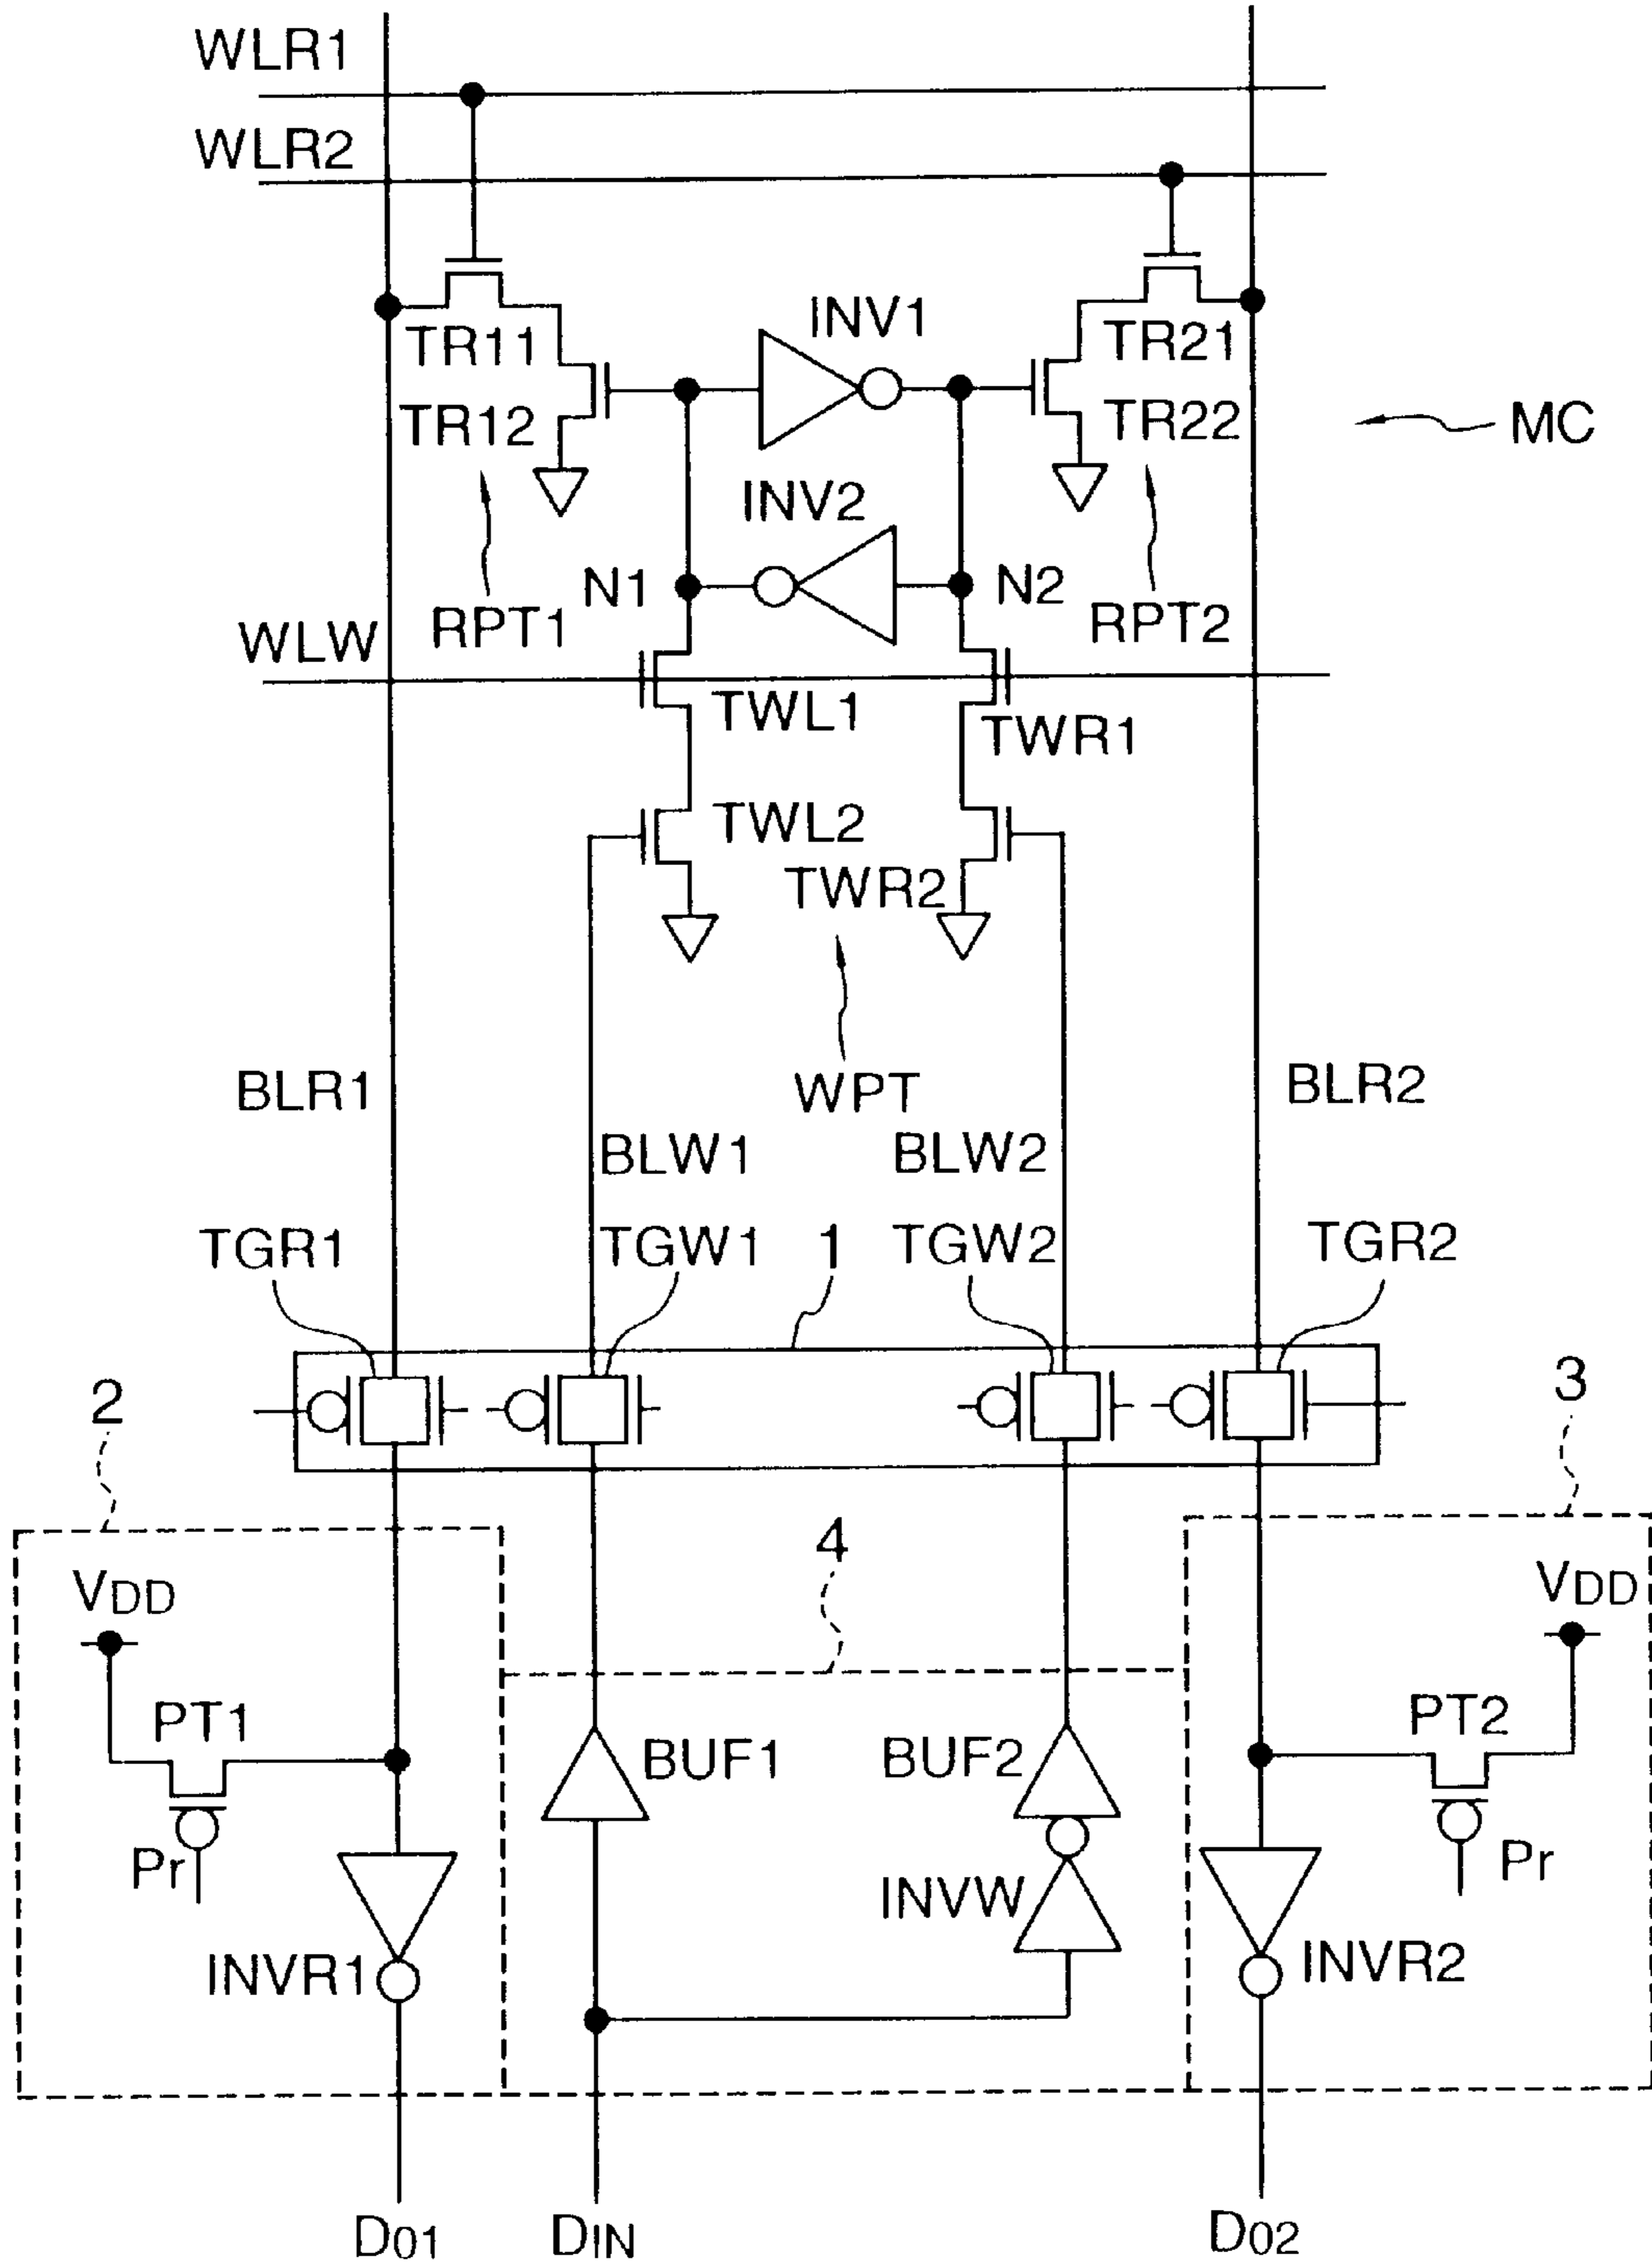 WLR1
WLR2
INV1
TR11
TR21
TR12
TR22
MC
INV2
N1
N2
RPT1
RPT2
WLW
TWL1
TWR1
TWL2
TWR2
WPT
BLR1
BLR2
BLW1
BLW2
TGR1
TGW1
1
TGW2
TGR2
2
3
4
VDD
VDD
PT1
PT2
BUF1
BUF2
Pr
Pr
INVW
INVR1
INVR2
D01
DIN
D02